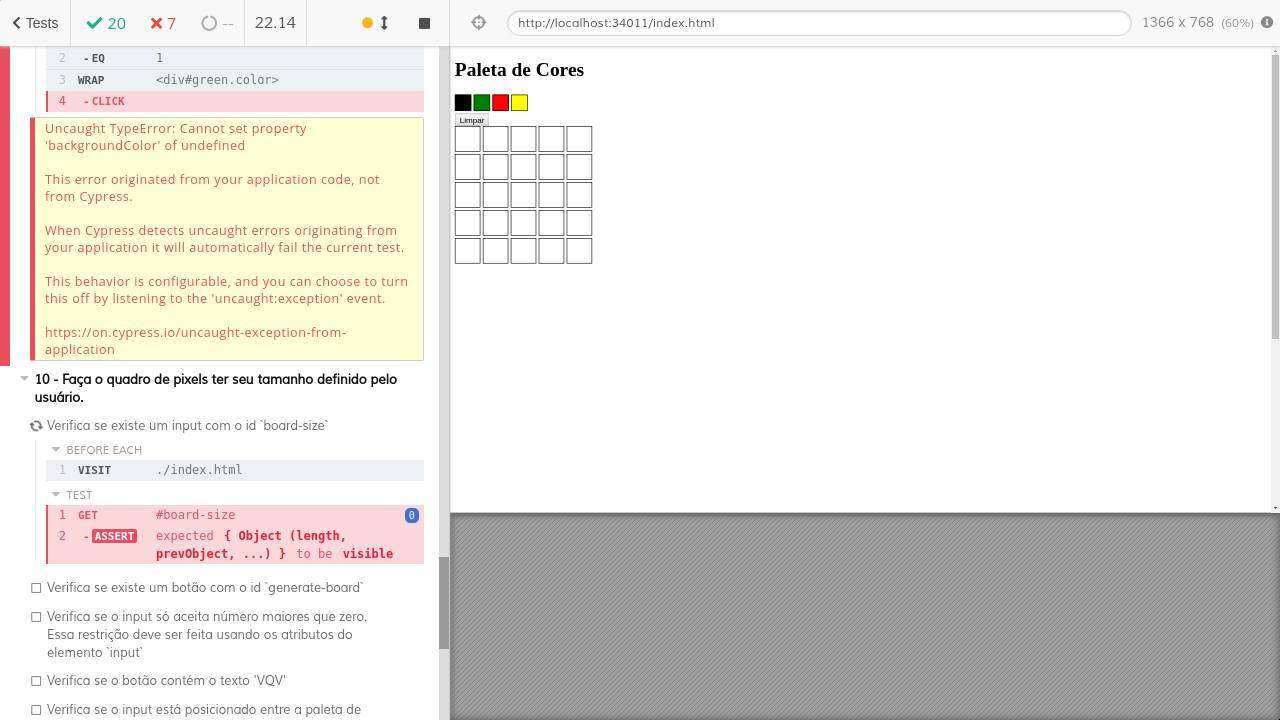 Tests
20
7
--
22.14
http://localhost:34011/index.html
1366 x 768 (60%)
2 - EQ 1
3 WRAP <div#green.color>
4 - CLICK
Uncaught TypeError: Cannot set property
'backgroundColor' of undefined
This error originated from your application code, not
from Cypress.
When Cypress detects uncaught errors originating from
your application it will automatically fail the current test.
This behavior is configurable, and you can choose to turn
this off by listening to the 'uncaught:exception' event.
https://on.cypress.io/uncaught-exception-from-
application
10 - Faça o quadro de pixels ter seu tamanho definido pelo
usuário.
Verifica se existe um input com o id `board-size`
BEFORE EACH
1 VISIT ./index.html
TEST
1 GET #board-size 0
2 - ASSERT expected { Object (length,
prevObject, ...) } to be visible
Verifica se existe um botão com o id `generate-board`
Verifica se o input só aceita número maiores que zero.
Essa restrição deve ser feita usando os atributos do
elemento `input`
Verifica se o botão contém o texto 'VQV'
Verifica se o input está posicionado entre a paleta de
Paleta de Cores
Limpar